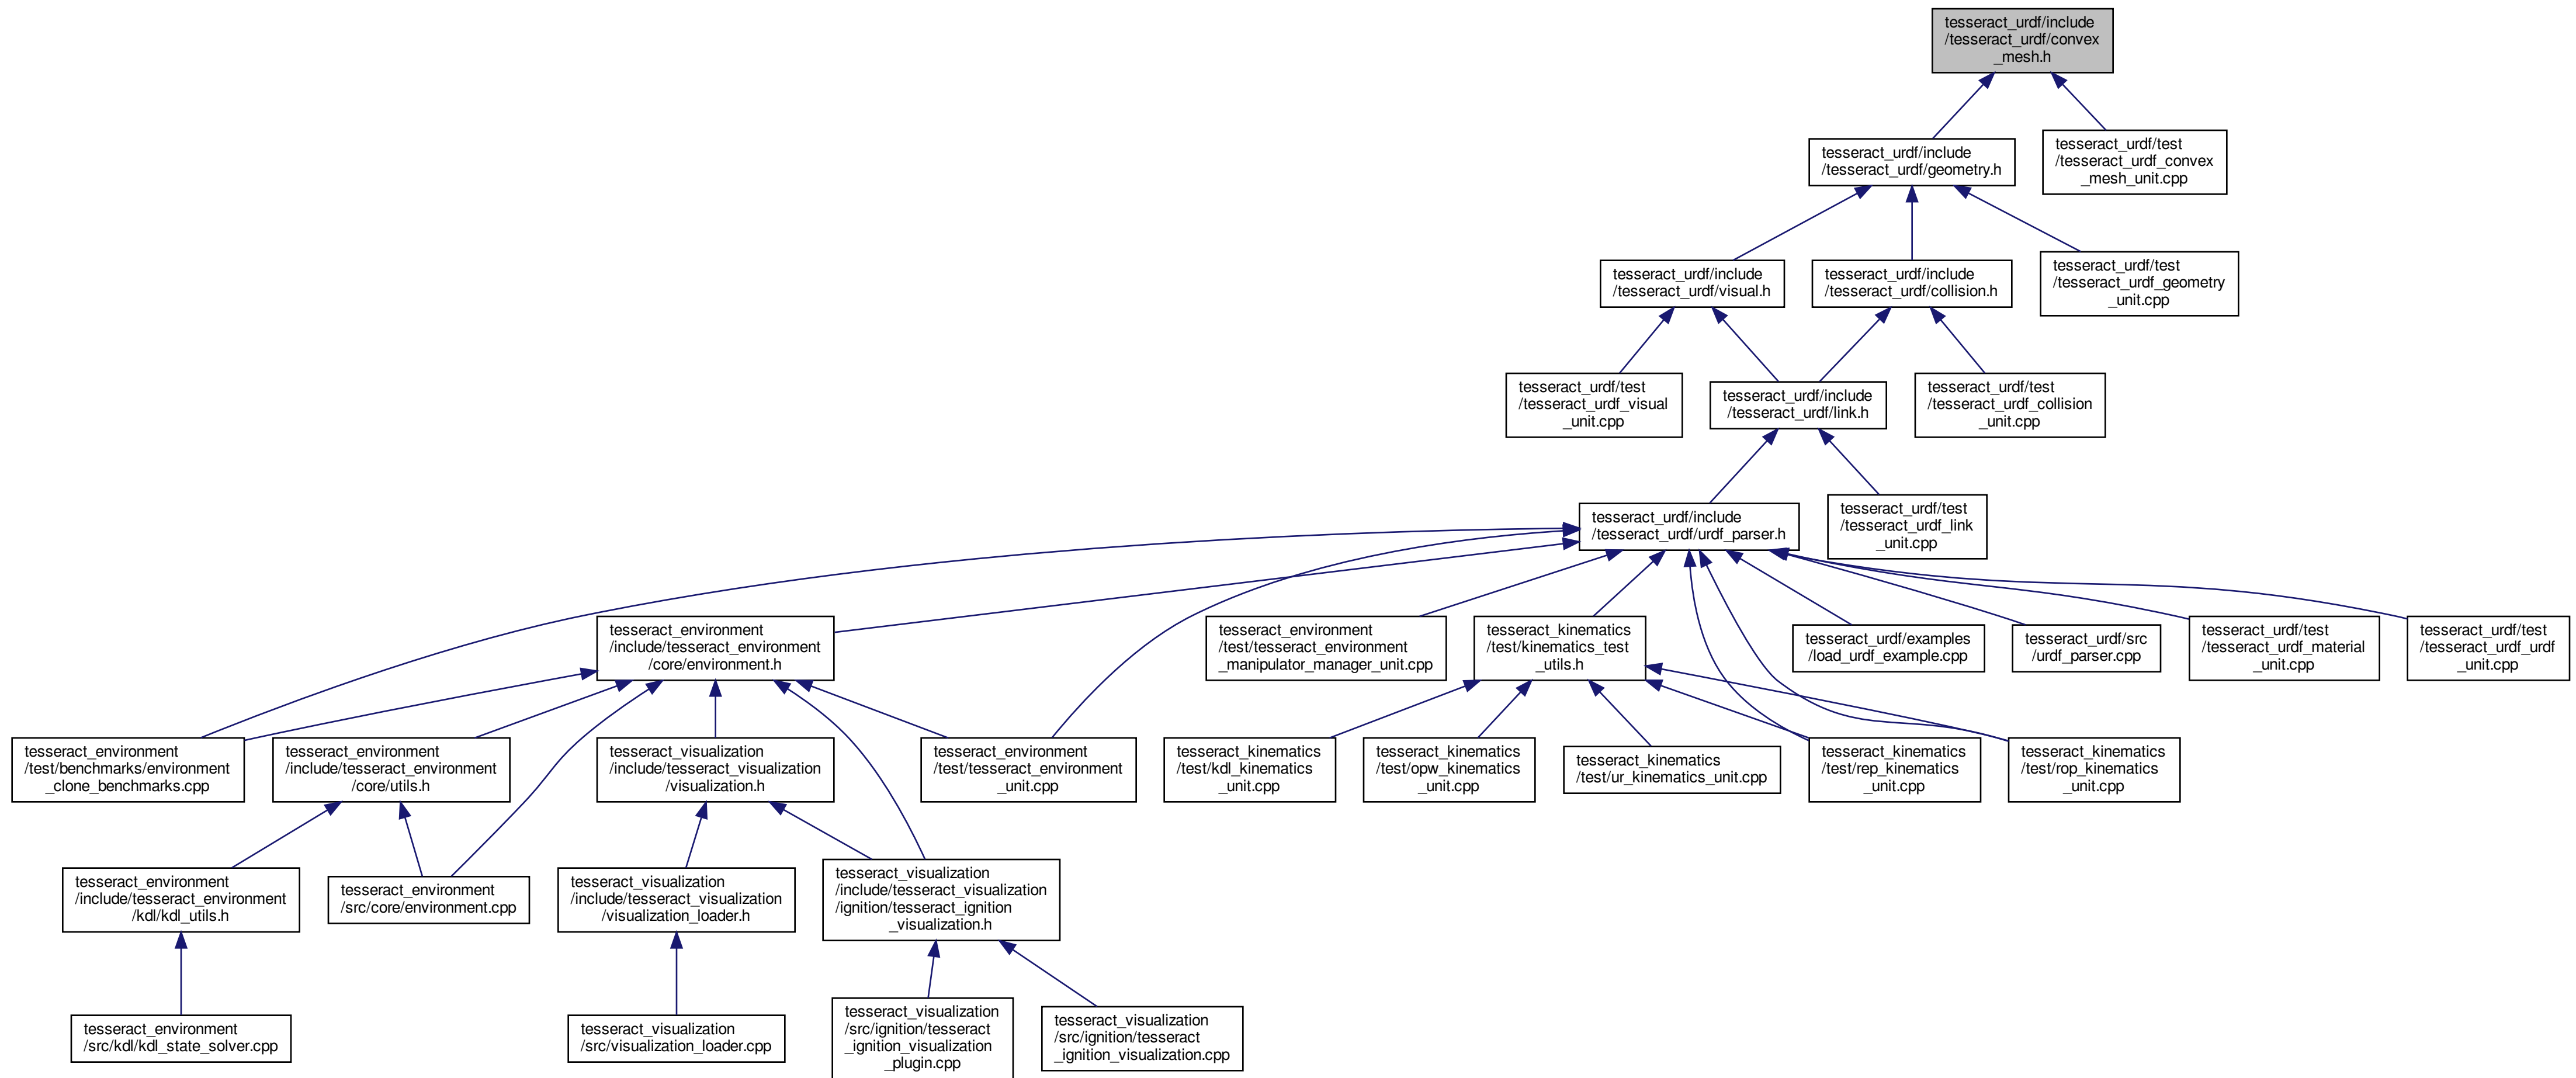 tesseract_urdf/include
/tesseract_urdf/convex
_mesh.h
tesseract_urdf/include
/tesseract_urdf/geometry.h
tesseract_urdf/test
/tesseract_urdf_convex
_mesh_unit.cpp
tesseract_urdf/include
/tesseract_urdf/visual.h
tesseract_urdf/include
/tesseract_urdf/collision.h
tesseract_urdf/test
/tesseract_urdf_geometry
_unit.cpp
tesseract_urdf/test
/tesseract_urdf_visual
_unit.cpp
tesseract_urdf/include
/tesseract_urdf/link.h
tesseract_urdf/test
/tesseract_urdf_collision
_unit.cpp
tesseract_urdf/include
/tesseract_urdf/urdf_parser.h
tesseract_urdf/test
/tesseract_urdf_link
_unit.cpp
tesseract_environment
/include/tesseract_environment
/core/environment.h
tesseract_environment
/test/tesseract_environment
_manipulator_manager_unit.cpp
tesseract_kinematics
/test/kinematics_test
_utils.h
tesseract_urdf/examples
/load_urdf_example.cpp
tesseract_urdf/src
/urdf_parser.cpp
tesseract_urdf/test
/tesseract_urdf_material
_unit.cpp
tesseract_urdf/test
/tesseract_urdf_urdf
_unit.cpp
tesseract_environment
/test/benchmarks/environment
_clone_benchmarks.cpp
tesseract_environment
/include/tesseract_environment
/core/utils.h
tesseract_visualization
/include/tesseract_visualization
/visualization.h
tesseract_environment
/test/tesseract_environment
_unit.cpp
tesseract_kinematics
/test/kdl_kinematics
_unit.cpp
tesseract_kinematics
/test/opw_kinematics
_unit.cpp
tesseract_kinematics
/test/ur_kinematics_unit.cpp
tesseract_kinematics
/test/rep_kinematics
_unit.cpp
tesseract_kinematics
/test/rop_kinematics
_unit.cpp
tesseract_environment
/include/tesseract_environment
/kdl/kdl_utils.h
tesseract_environment
/src/core/environment.cpp
tesseract_visualization
/include/tesseract_visualization
/visualization_loader.h
tesseract_visualization
/include/tesseract_visualization
/ignition/tesseract_ignition
_visualization.h
tesseract_environment
/src/kdl/kdl_state_solver.cpp
tesseract_visualization
/src/visualization_loader.cpp
tesseract_visualization
/src/ignition/tesseract
_ignition_visualization
_plugin.cpp
tesseract_visualization
/src/ignition/tesseract
_ignition_visualization.cpp